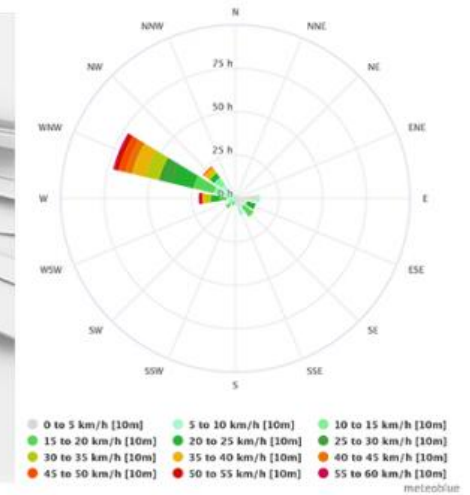 N
NNW NNE
NW 75 h NE
50 h
WNW ENE
25 h
0 h
W E
WSW ESE
SW SE
SSW SSE
S
0 to 5 km/h [10m] 5 to 10 km/h [10m] 10 to 15 km/h [10m]
15 to 20 km/h [10m] 20 to 25 km/h [10m] 25 to 30 km/h [10m]
30 to 35 km/h [10m] 35 to 40 km/h [10m] 40 to 45 km/h [10m]
45 to 50 km/h [10m] 50 to 55 km/h [10m] 55 to 60 km/h [10m]
meteoblue